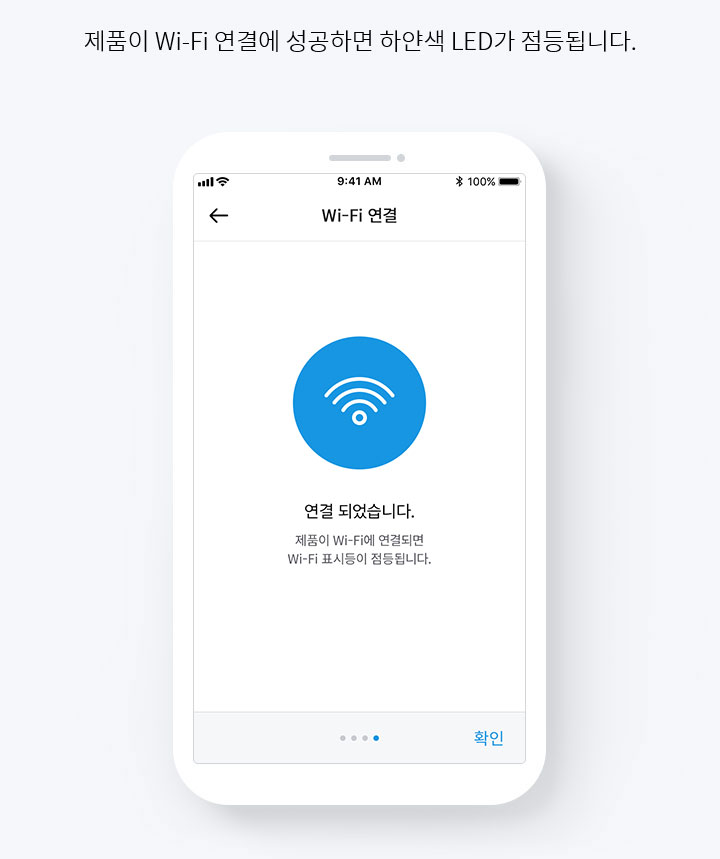 제품이 Wi-Fi 연결에 성공하면 하얀색 LED가 점등됩니다.
9:41 AM
100%
Wi-Fi 연결
연결 되었습니다.
제품이 Wi-Fi에 연결되면
Wi-Fi 표시등이 점등됩니다.
확인